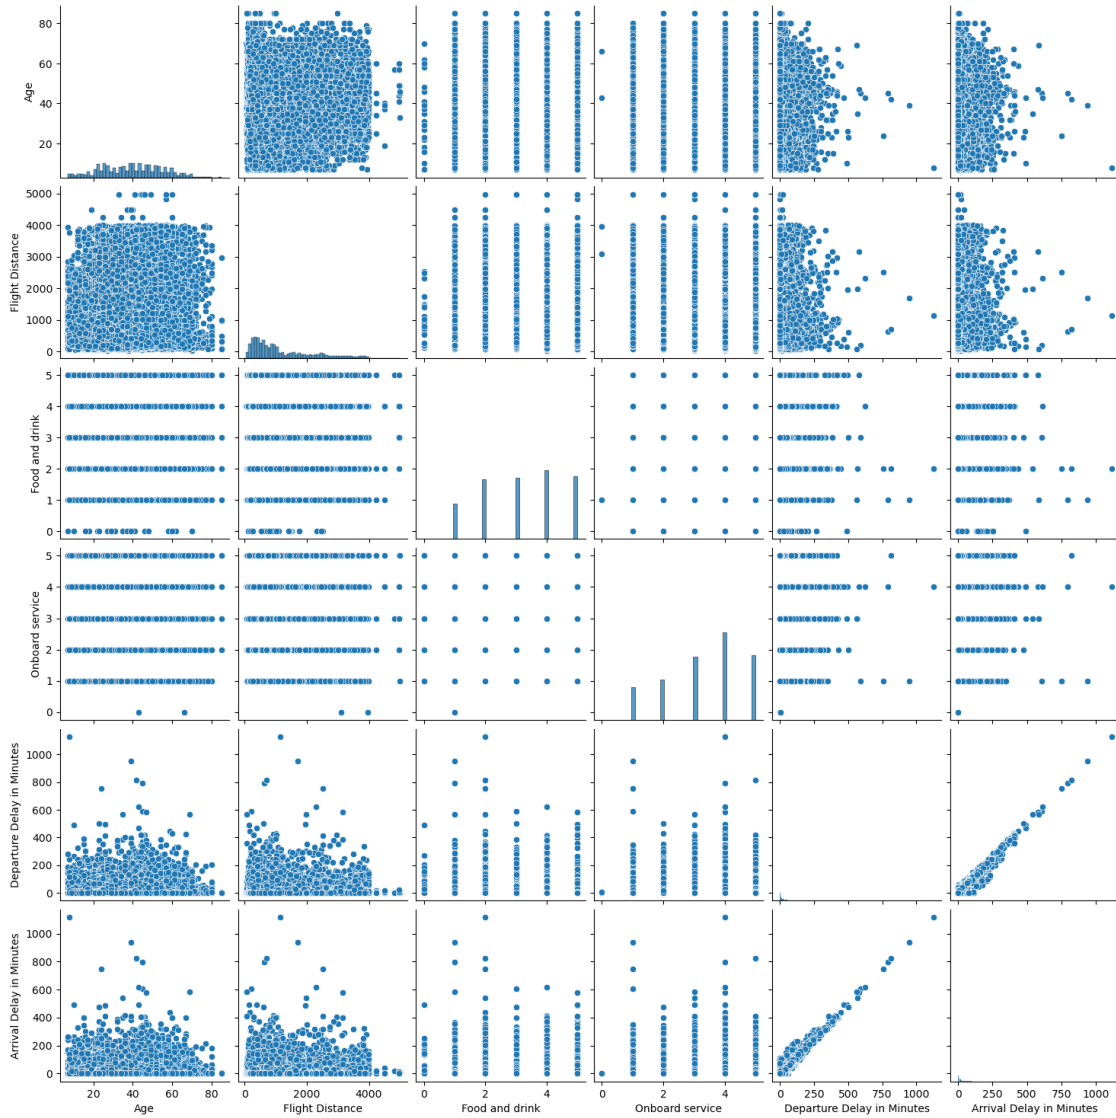 80
60
40
20
Age
5000
4000
3000
2000
1000
0
Flight Distance
5
4
3
2
1
0
Food and drink
5
4
3
2
1
0
Onboard service
1000
800
600
400
200
0
Departure Delay in Minutes
1000
800
600
400
200
0
Arrival Delay in Minutes
20 40 60 80
Age
0 2000 4000
Flight Distance
0 2 4
Food and drink
0 2 4
Onboard service
0 250 500 750 1000
Departure Delay in Minutes
0 250 500 750 1000
Arrival Delay in Minutes